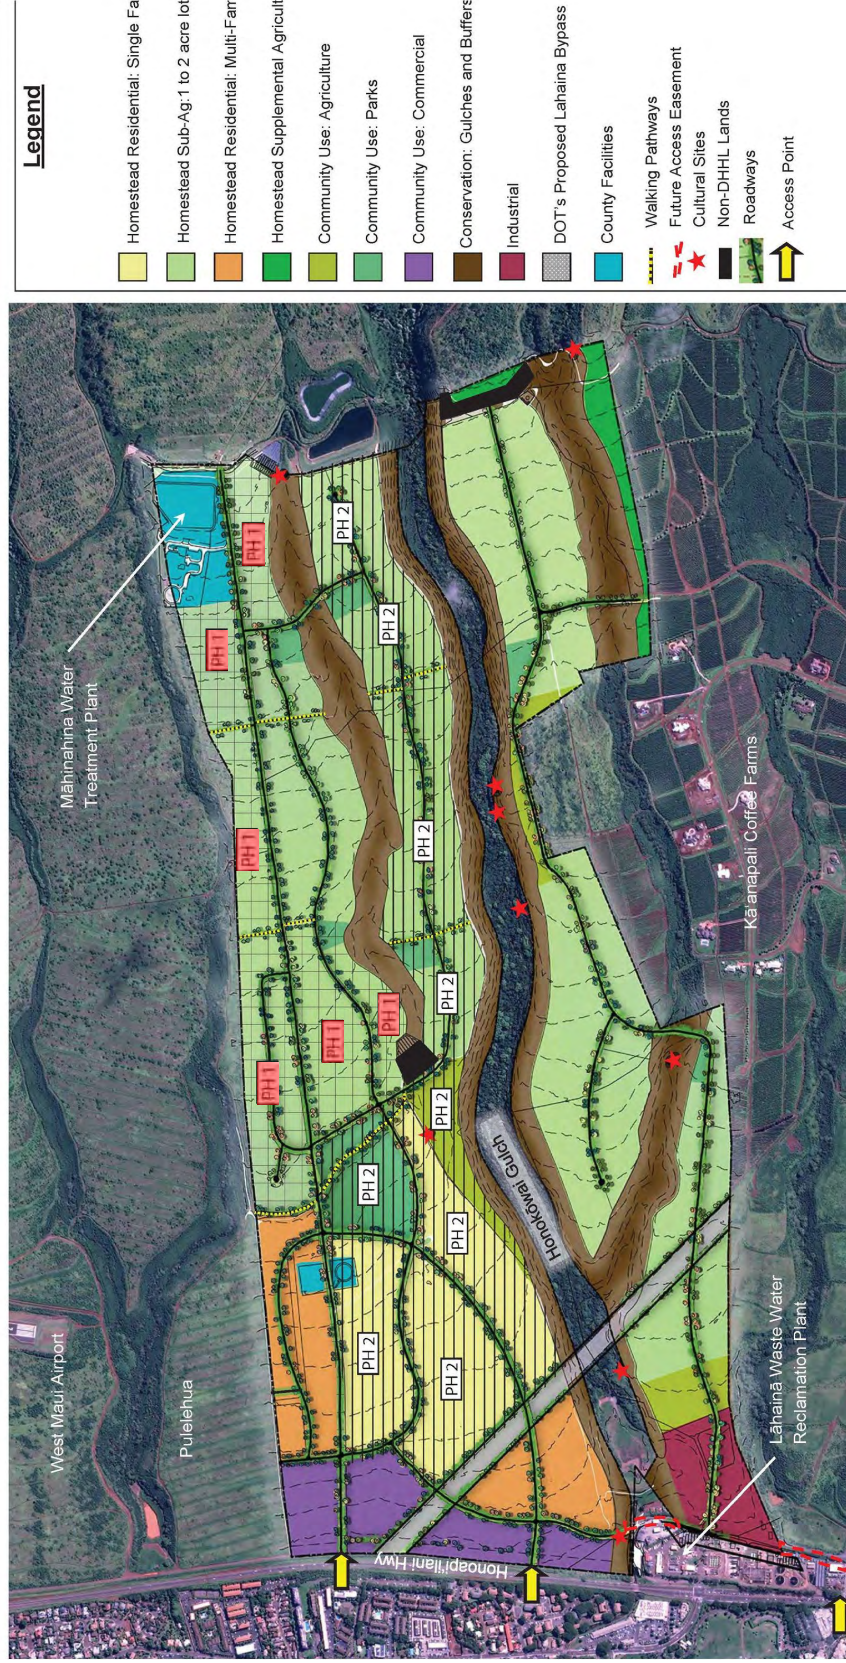 Legend
Homestead Residential: Single Fa
Homestead Sub-Ag:1 to 2 acre lot
Homestead Residential: Multi-Fam
Homestead Supplemental Agricult
Community Use: Agriculture
Community Use: Parks
Community Use: Commercial
Conservation: Gulches and Buffers
Industrial
DOT's Proposed Lahaina Bypass
County Facilities
Walking Pathways
Future Access Easement
Cultural Sites
Non-DHHL Lands
Roadways
Access Point
West Maui Airport
Pulelehua
Māhinahina Water
Treatment Plant
PH 1
PH 1
PH 1
PH 1
PH 1
PH 1
PH 2
PH 2
PH 2
PH 2
PH 2
PH 2
PH 2
PH 2
PH 2
Honokōwai Gulch
Honoapi'ilani Hwy
Kā'anapali Coffee Farms
Lāhainā Waste Water
Reclamation Plant